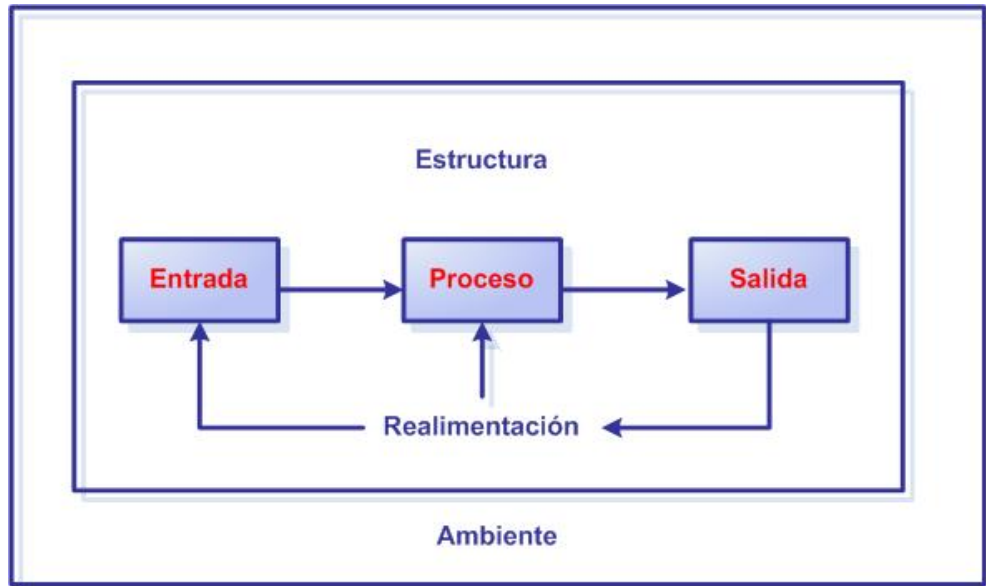 Estructura
Entrada
Proceso
Salida
Realimentación
Ambiente